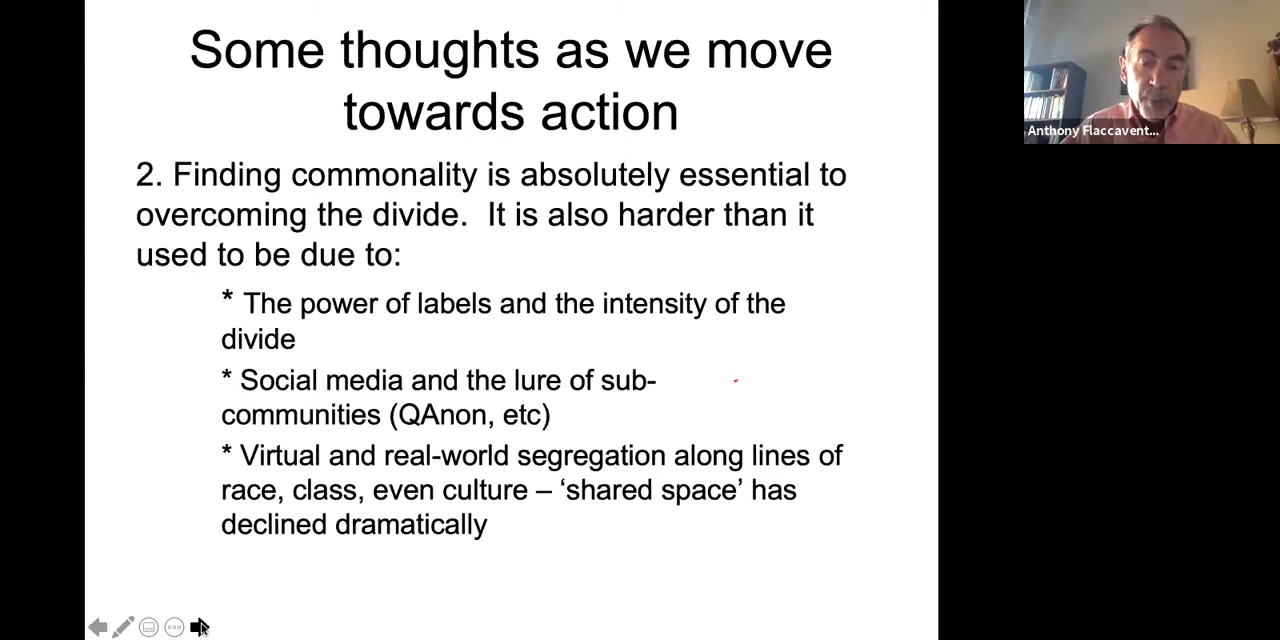 Some thoughts as we move
towards action
2. Finding commonality is absolutely essential to
overcoming the divide.  It is also harder than it
used to be due to:
* The power of labels and the intensity of the
divide
* Social media and the lure of sub-
communities (QAnon, etc)
* Virtual and real-world segregation along lines of
race, class, even culture – ‘shared space’ has
declined dramatically
Anthony Flaccavent...